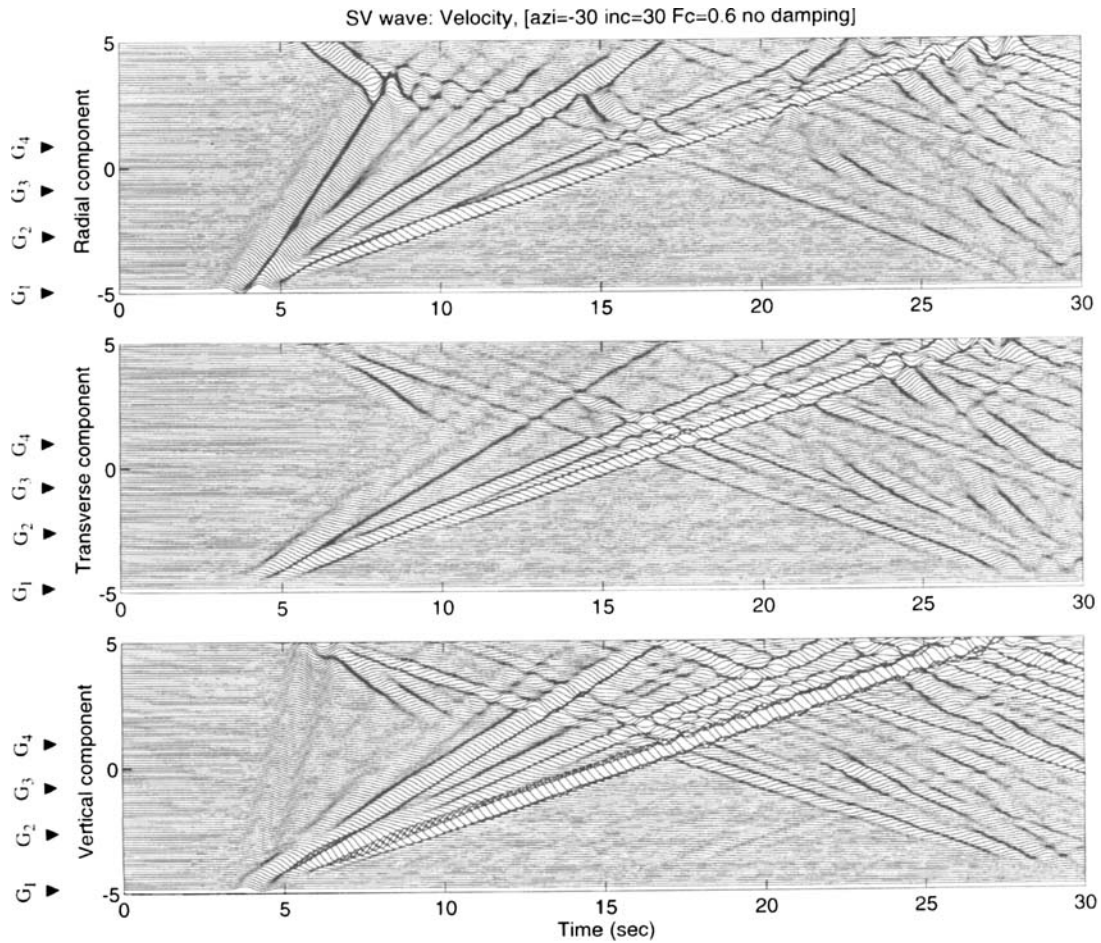 SV wave: Velocity, [azi=-30 inc=30 Fc=0.6 no damping]
G₄ G₃ G₂ G₁
Radial component
5
0
-5
0 5 10 15 20 25 30
G₄ G₃ G₂ G₁
Transverse component
5
0
-5
0 5 10 15 20 25 30
G₄ G₃ G₂ G₁
Vertical component
5
0
-5
0 5 10 15 20 25 30
Time (sec)